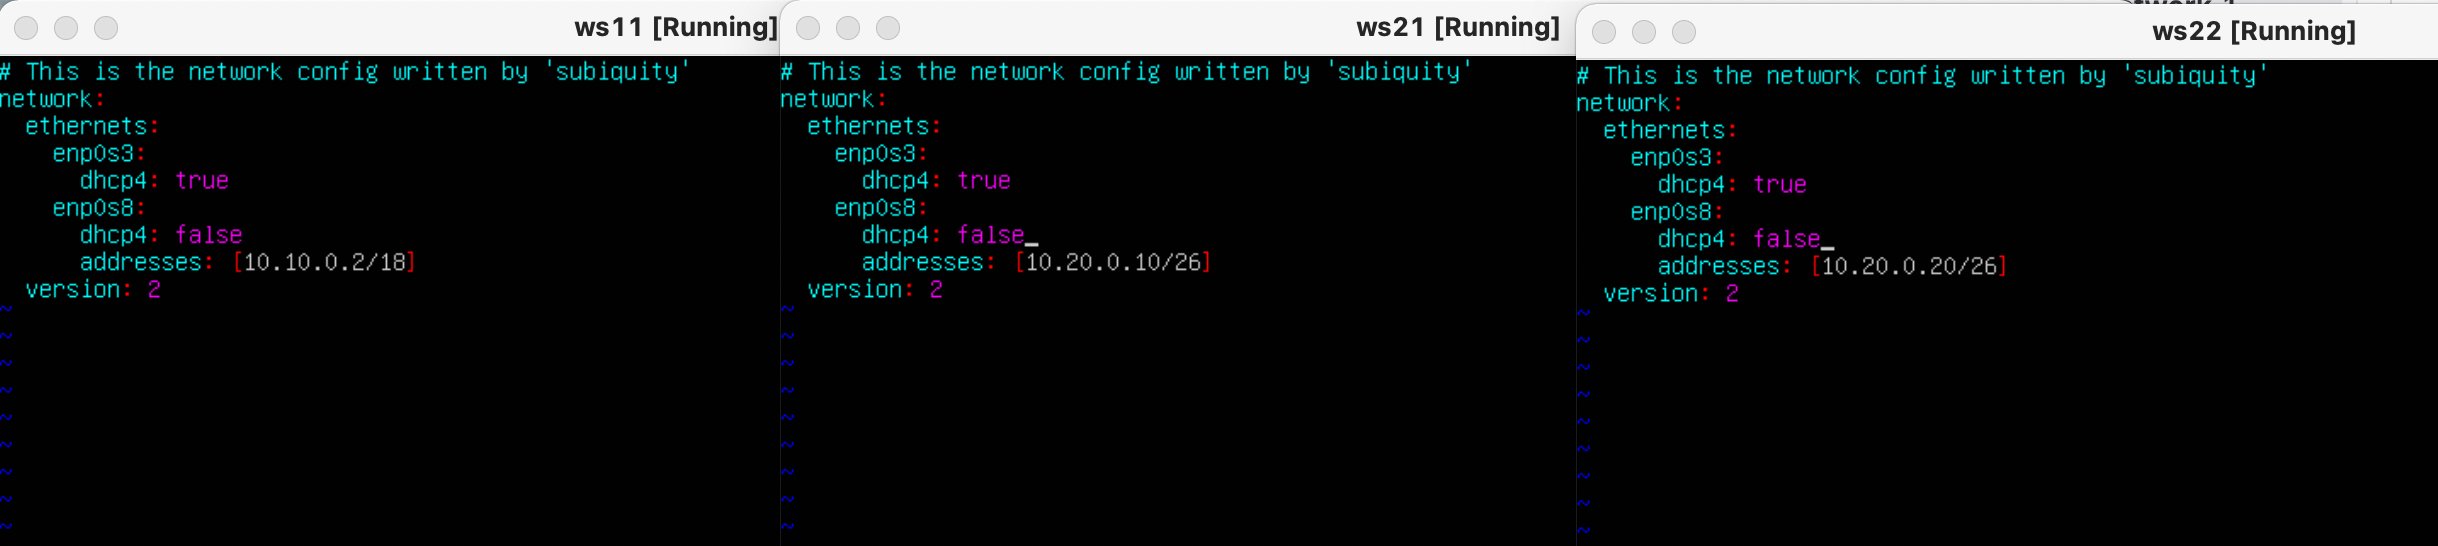 ws11 [Running]
# This is the network config written by 'subiquity'
network:
  ethernets:
    enp0s3:
      dhcp4: true
    enp0s8:
      dhcp4: false
      addresses: [10.10.0.2/18]
  version: 2
~
~
~
~
~
~
~
~
~
ws21 [Running]
# This is the network config written by 'subiquity'
network:
  ethernets:
    enp0s3:
      dhcp4: true
    enp0s8:
      dhcp4: false
      addresses: [10.20.0.10/26]
  version: 2
~
~
~
~
~
~
~
~
~
ws22 [Running]
# This is the network config written by 'subiquity'
network:
  ethernets:
    enp0s3:
      dhcp4: true
    enp0s8:
      dhcp4: false
      addresses: [10.20.0.20/26]
  version: 2
~
~
~
~
~
~
~
~
~